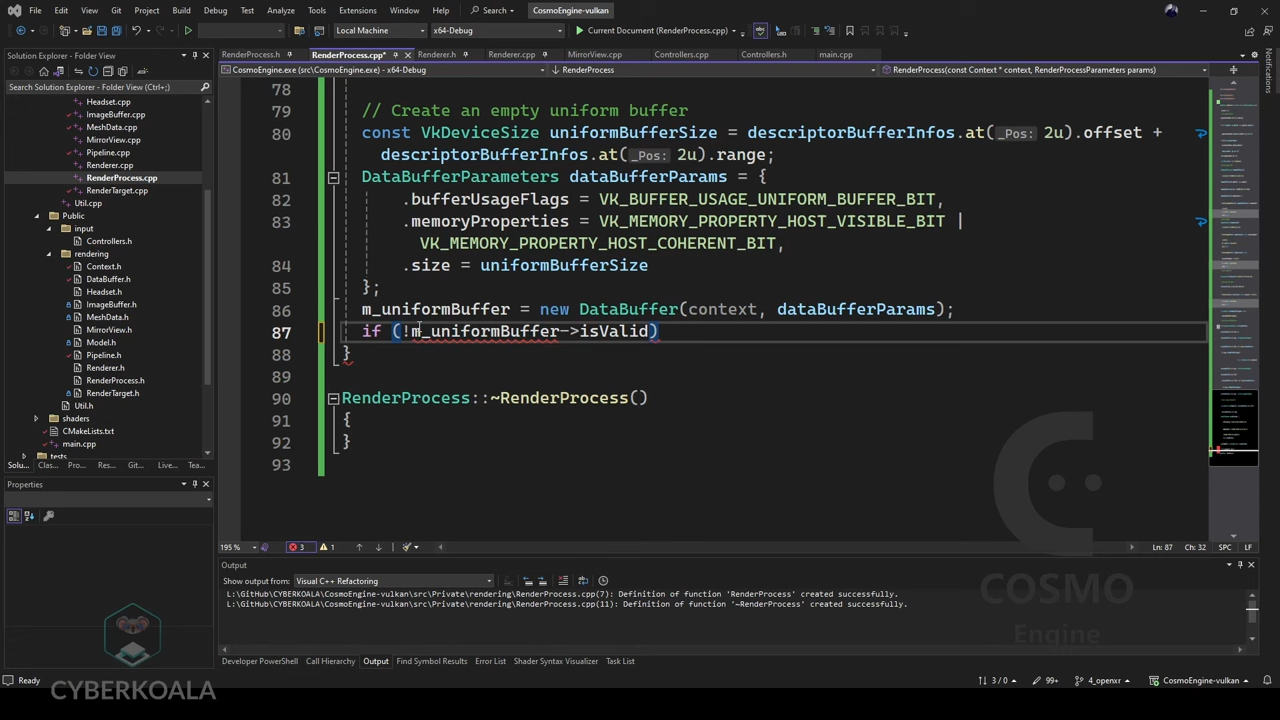 File Edit View Git Project Build Debug Test Analyze Tools Extensions Window Help Search CosmoEngine-vulkan
Local Machine x64-Debug Current Document (RenderProcess.cpp)
Solution Explorer - Folder View
RenderProcess.h RenderProcess.cpp* Renderer.h Renderer.cpp MirrorView.cpp Controllers.cpp Controllers.h main.cpp
CosmoEngine.exe (src\CosmoEngine.exe) - x64-Debug RenderProcess RenderProcess(const Context * context, RenderProcessParameters params)
Notifications
Search Solution Explorer - Folder View (Ctrl+;)
Headset.cpp
ImageBuffer.cpp
MeshData.cpp
MirrorView.cpp
Pipeline.cpp
Renderer.cpp
RenderProcess.cpp
RenderTarget.cpp
Util.cpp
Public
input
Controllers.h
rendering
Context.h
DataBuffer.h
Headset.h
ImageBuffer.h
MeshData.h
MirrorView.h
Model.h
Pipeline.h
Renderer.h
RenderProcess.h
RenderTarget.h
Util.h
shaders
CMakeLists.txt
main.cpp
tests
Solu... Class... Pro... Res... Git... Live... Tea...
Properties
78
79 // Create an empty uniform buffer
80 const VkDeviceSize uniformBufferSize = descriptorBufferInfos.at(_Pos: 2u).offset +
descriptorBufferInfos.at(_Pos: 2u).range;
81 DataBufferParameters dataBufferParams = {
82 .bufferUsageFlags = VK_BUFFER_USAGE_UNIFORM_BUFFER_BIT,
83 .memoryProperties = VK_MEMORY_PROPERTY_HOST_VISIBLE_BIT |
VK_MEMORY_PROPERTY_HOST_COHERENT_BIT,
84 .size = uniformBufferSize
85 };
86 m_uniformBuffer = new DataBuffer(context, dataBufferParams);
87 if (!m_uniformBuffer->isValid)
88 }
89
90 RenderProcess::~RenderProcess()
91 {
92 }
93
195 % 3 1 Ln: 87 Ch: 32 SPC LF
Output
Show output from: Visual C++ Refactoring
L:\GitHub\CYBERKOALA\CosmoEngine-vulkan\src\Private\rendering\RenderProcess.cpp(7): Definition of function 'RenderProcess' created successfully.
L:\GitHub\CYBERKOALA\CosmoEngine-vulkan\src\Private\rendering\RenderProcess.cpp(11): Definition of function '~RenderProcess' created successfully.
COSMO
Engine
Developer PowerShell Call Hierarchy Output Find Symbol Results Error List Shader Syntax Visualizer Task List
Ready 3 / 0 99+ 4_openxr CosmoEngine-vulkan
CYBERKOALA